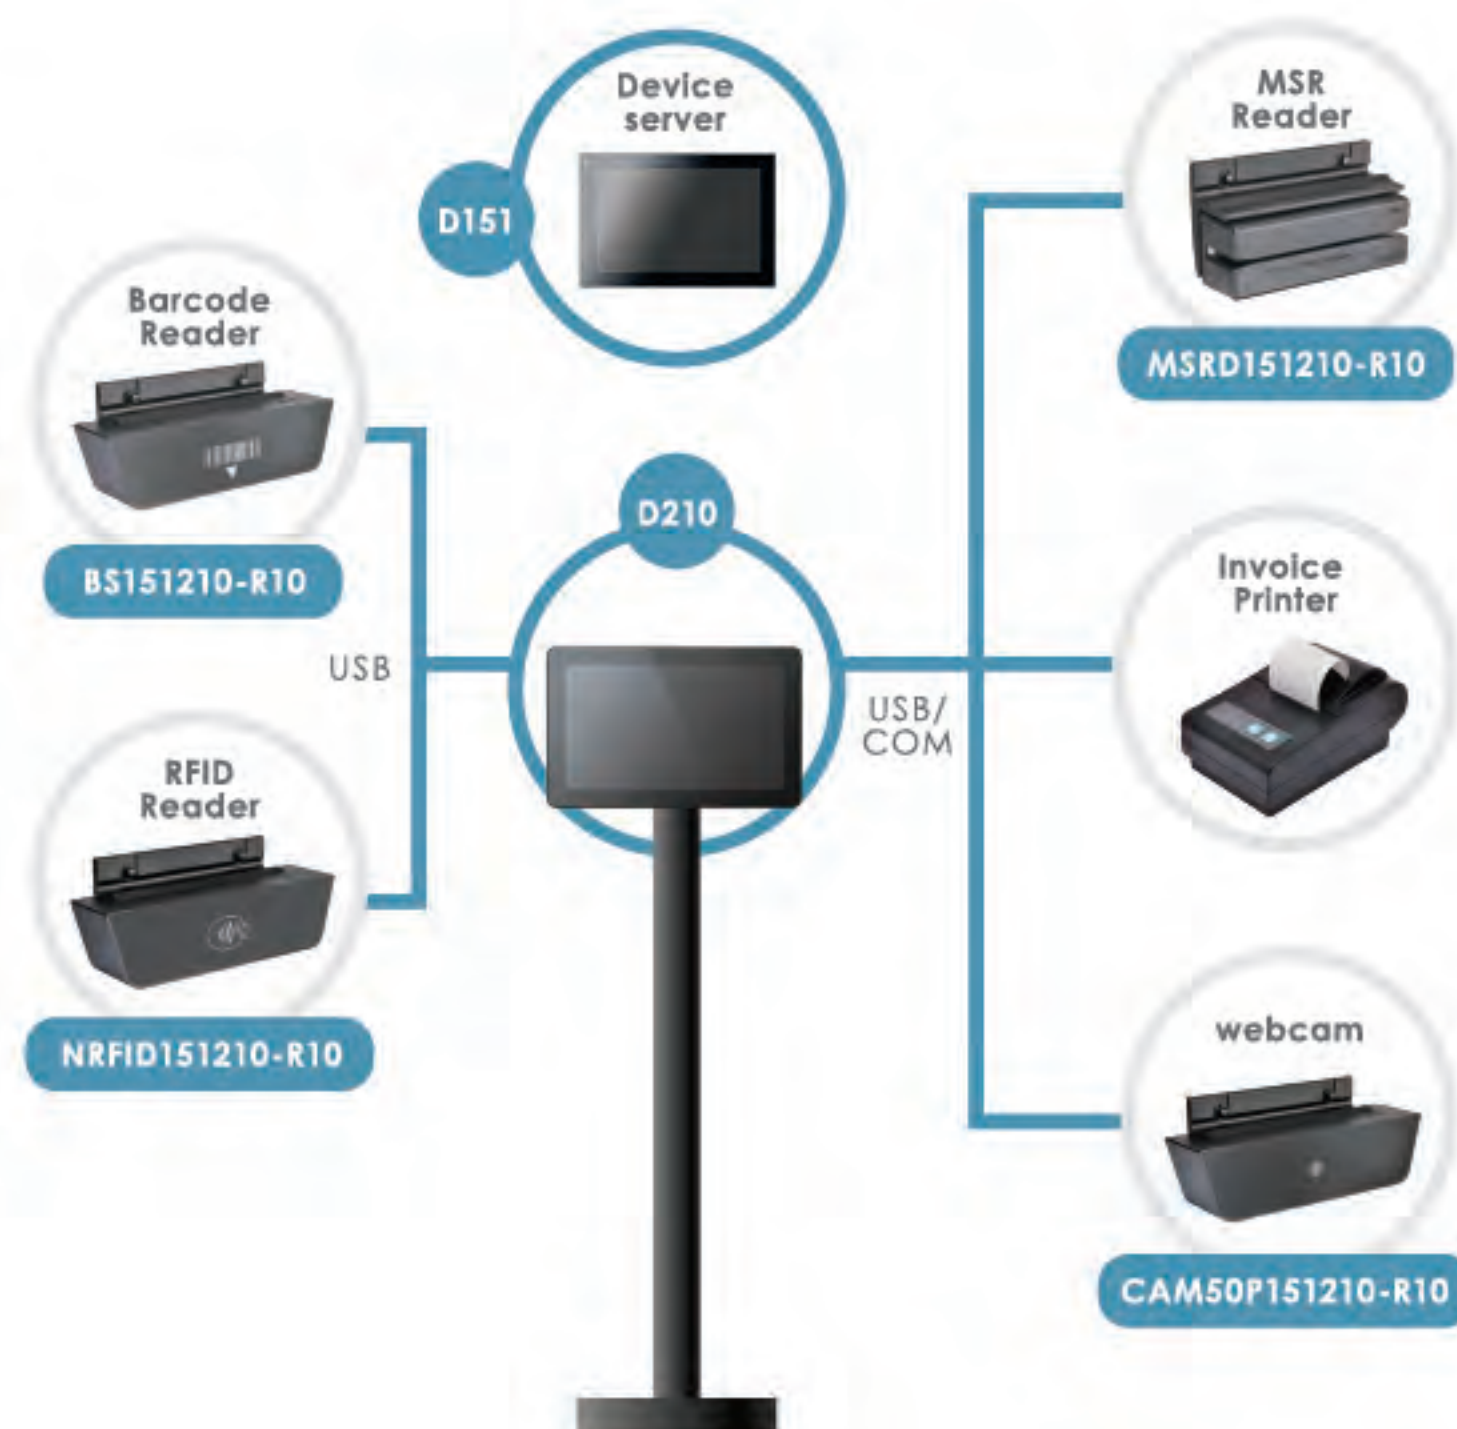 Device
server
D151
MSR
Reader
MSRD151210-R10
Barcode
Reader
BS151210-R10
D210
Invoice
Printer
USB
USB/
COM
RFID
Reader
NRFID151210-R10
webcam
CAM50P151210-R10